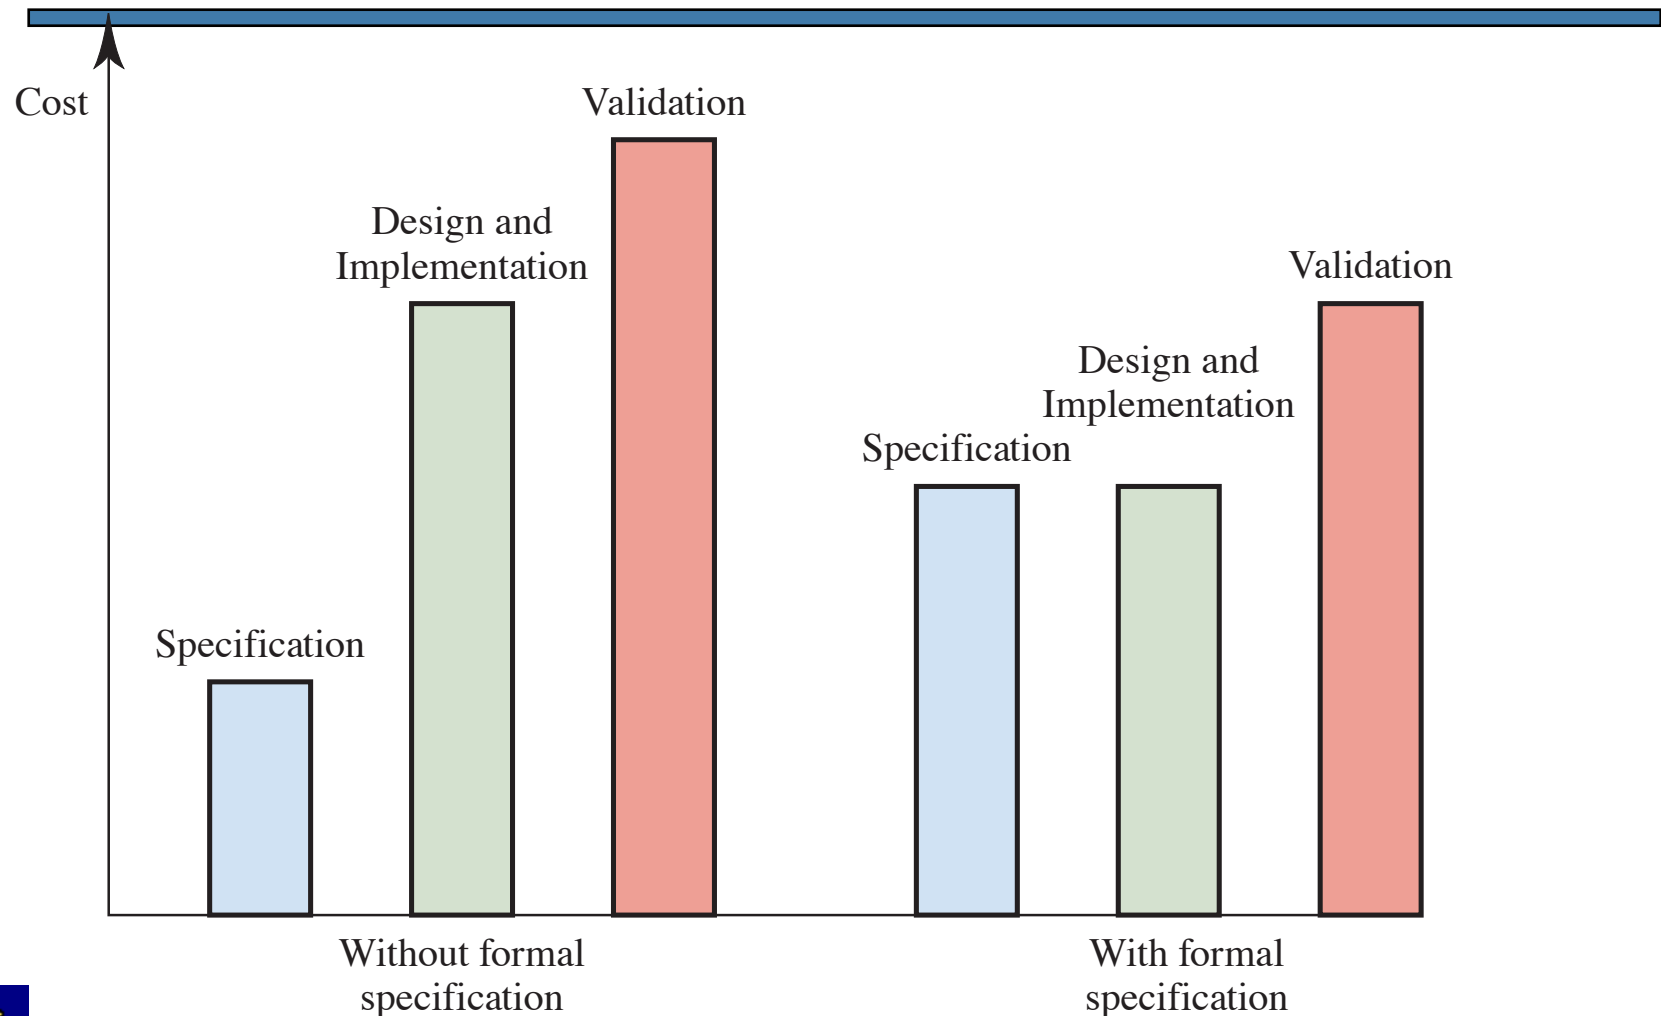 Cost
Validation
Design and
Implementation
Specification
Without formal
specification
Validation
Design and
Implementation
Specification
With formal
specification